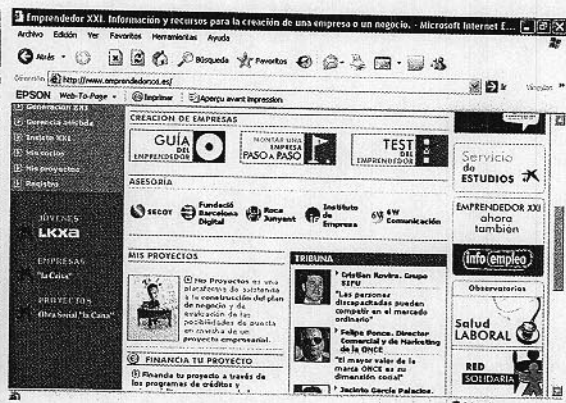 Emprendedor XXI. Información y recursos para la creación de una empresa o un negocio. - Microsoft Internet E...
Archivo Edición Ver Favoritos Herramientas Ayuda
Atrás Búsqueda Favoritos
Dirección http://www.emprendedorxxi.es/ Ir Vínculos
EPSON Web-To-Page Imprimer Aperçu avant impression
Generación XXI
Gerencia asistida
Insiste XXI
Mis socios
Mis proyectos
Registro
JÓVENES
LKXA
EMPRESAS
"la Caixa"
PROYECTOS
Obra Social "la Caixa"
CREACIÓN DE EMPRESAS
GUÍA
DEL
EMPRENDEDOR
MONTAR UNA
EMPRESA
PASO A PASO
TEST
DEL
EMPRENDEDOR
ASESORÍA
SECOT
Fundació
Barcelona
Digital
Roca
Junyent
Instituto
de
Empresa
6W
Comunicación
MIS PROYECTOS
Mis Proyectos es una
plataforma de asistencia
a la construcción del plan
de negocio y de
evaluación de las
posibilidades de puesta
en marcha de un
proyecto empresarial.
FINANCIA TU PROYECTO
Financia tu proyecto a través de
los programas de créditos y
TRIBUNA
Cristian Rovira. Grupo
SIFU
"Las personas
discapacitadas pueden
competir en el mercado
ordinario"
Felipe Ponce. Director
Comercial y de Marketing
de la ONCE
"El mayor valor de la
marca ONCE es su
dimensión social"
Jacinto García Palacios.
Servicio
de
ESTUDIOS
EMPRENDEDOR XXI
ahora
también
infoempleo
Observatorios
Salud
LABORAL
RED
SOLIDARIA